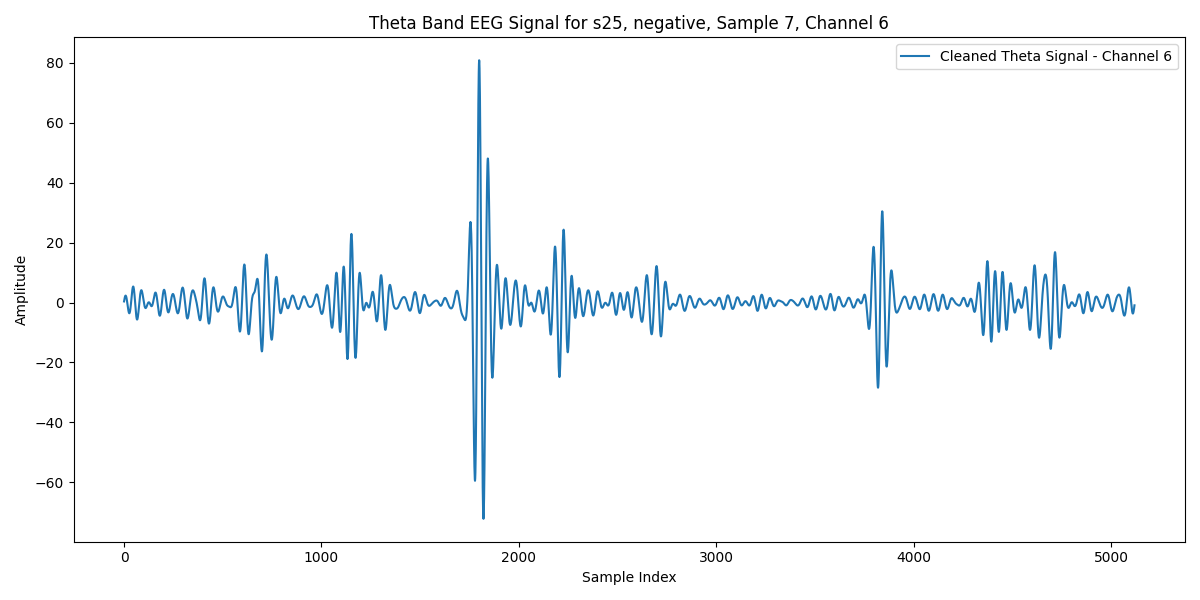 Theta Band EEG Signal for s25, negative, Sample 7, Channel 6
Cleaned Theta Signal - Channel 6
80
60
40
20
0
−20
−40
−60
Amplitude
0 1000 2000 3000 4000 5000
Sample Index